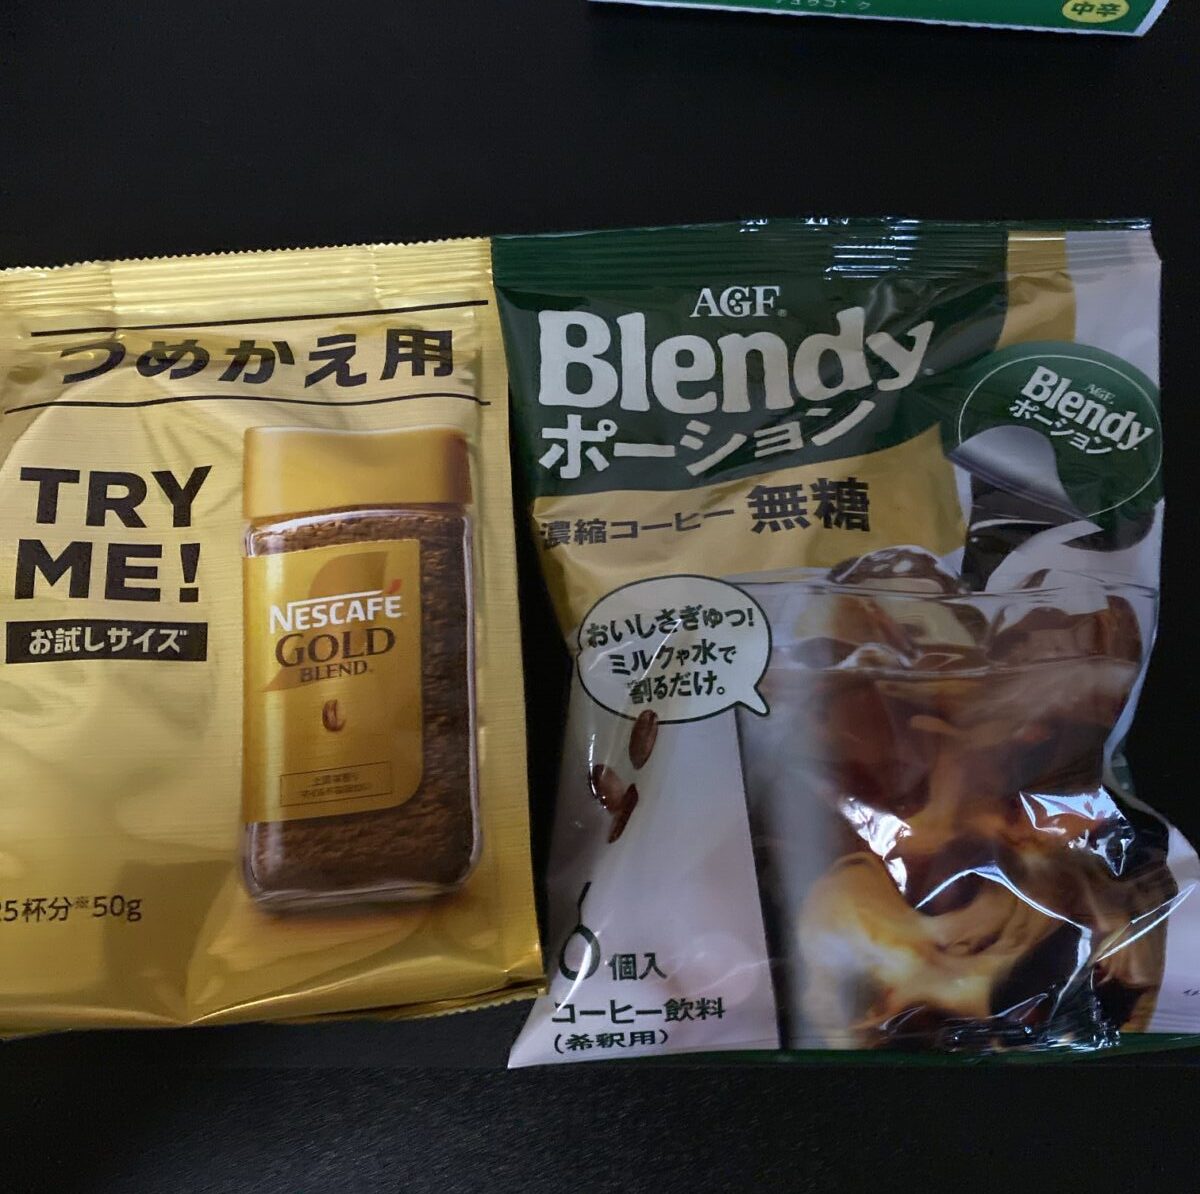 中辛
つめかえ用
TRY
ME!
お試しサイズ
NESCAFÉ
GOLD
BLEND
25杯分※50g
AGF®
Blendy
ポーション
濃縮コーヒー 無糖
AGF
Blendy
ポーション
おいしさぎゅっ!
ミルクや水で
割るだけ。
6個入
コーヒー飲料
(希釈用)